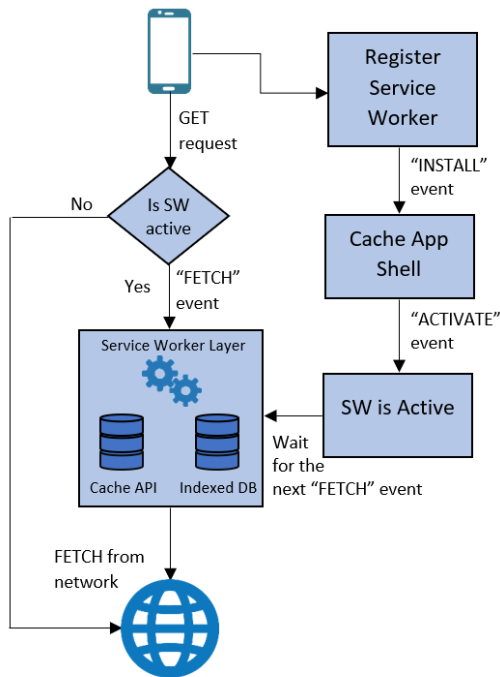 Register
Service
Worker
GET
request
"INSTALL"
event
No
Is SW
active
Cache App
Shell
Yes
"FETCH"
event
"ACTIVATE"
event
Service Worker Layer
Cache API
Indexed DB
SW is Active
Wait
for the
next "FETCH" event
FETCH from
network